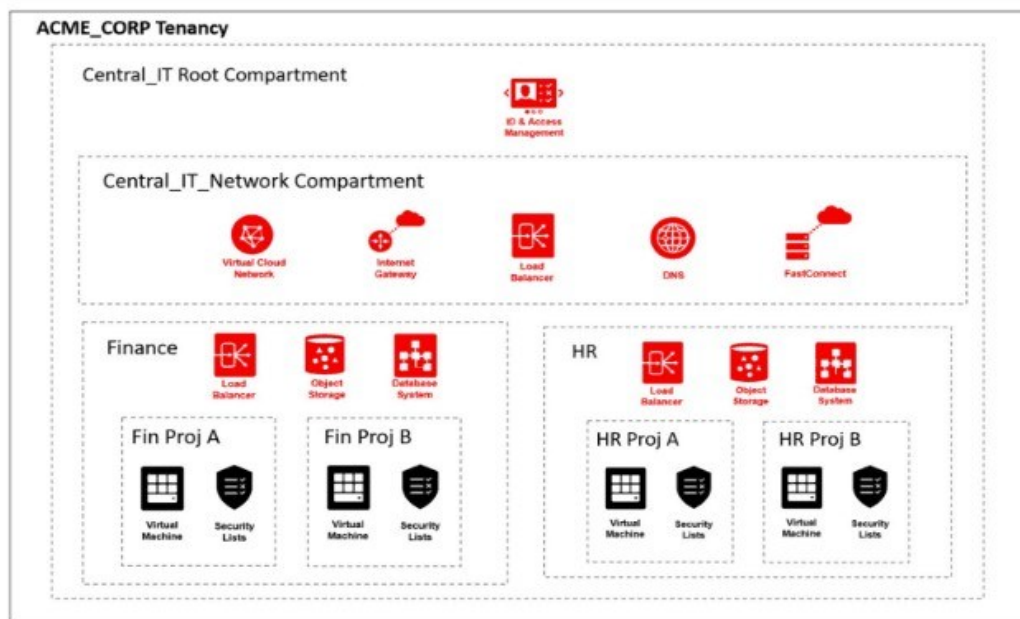 ACME_CORP Tenancy
Central_IT Root Compartment
ID & Access
Management
Central_IT_Network Compartment
Virtual Cloud
Network
Internet
Gateway
Load
Balancer
DNS
FastConnect
Finance
Load
Balancer
Object
Storage
Database
System
Fin Proj A
Virtual
Machine
Security
Lists
Fin Proj B
Virtual
Machine
Security
Lists
HR
Load
Balancer
Object
Storage
Database
System
HR Proj A
Virtual
Machine
Security
Lists
HR Proj B
Virtual
Machine
Security
Lists